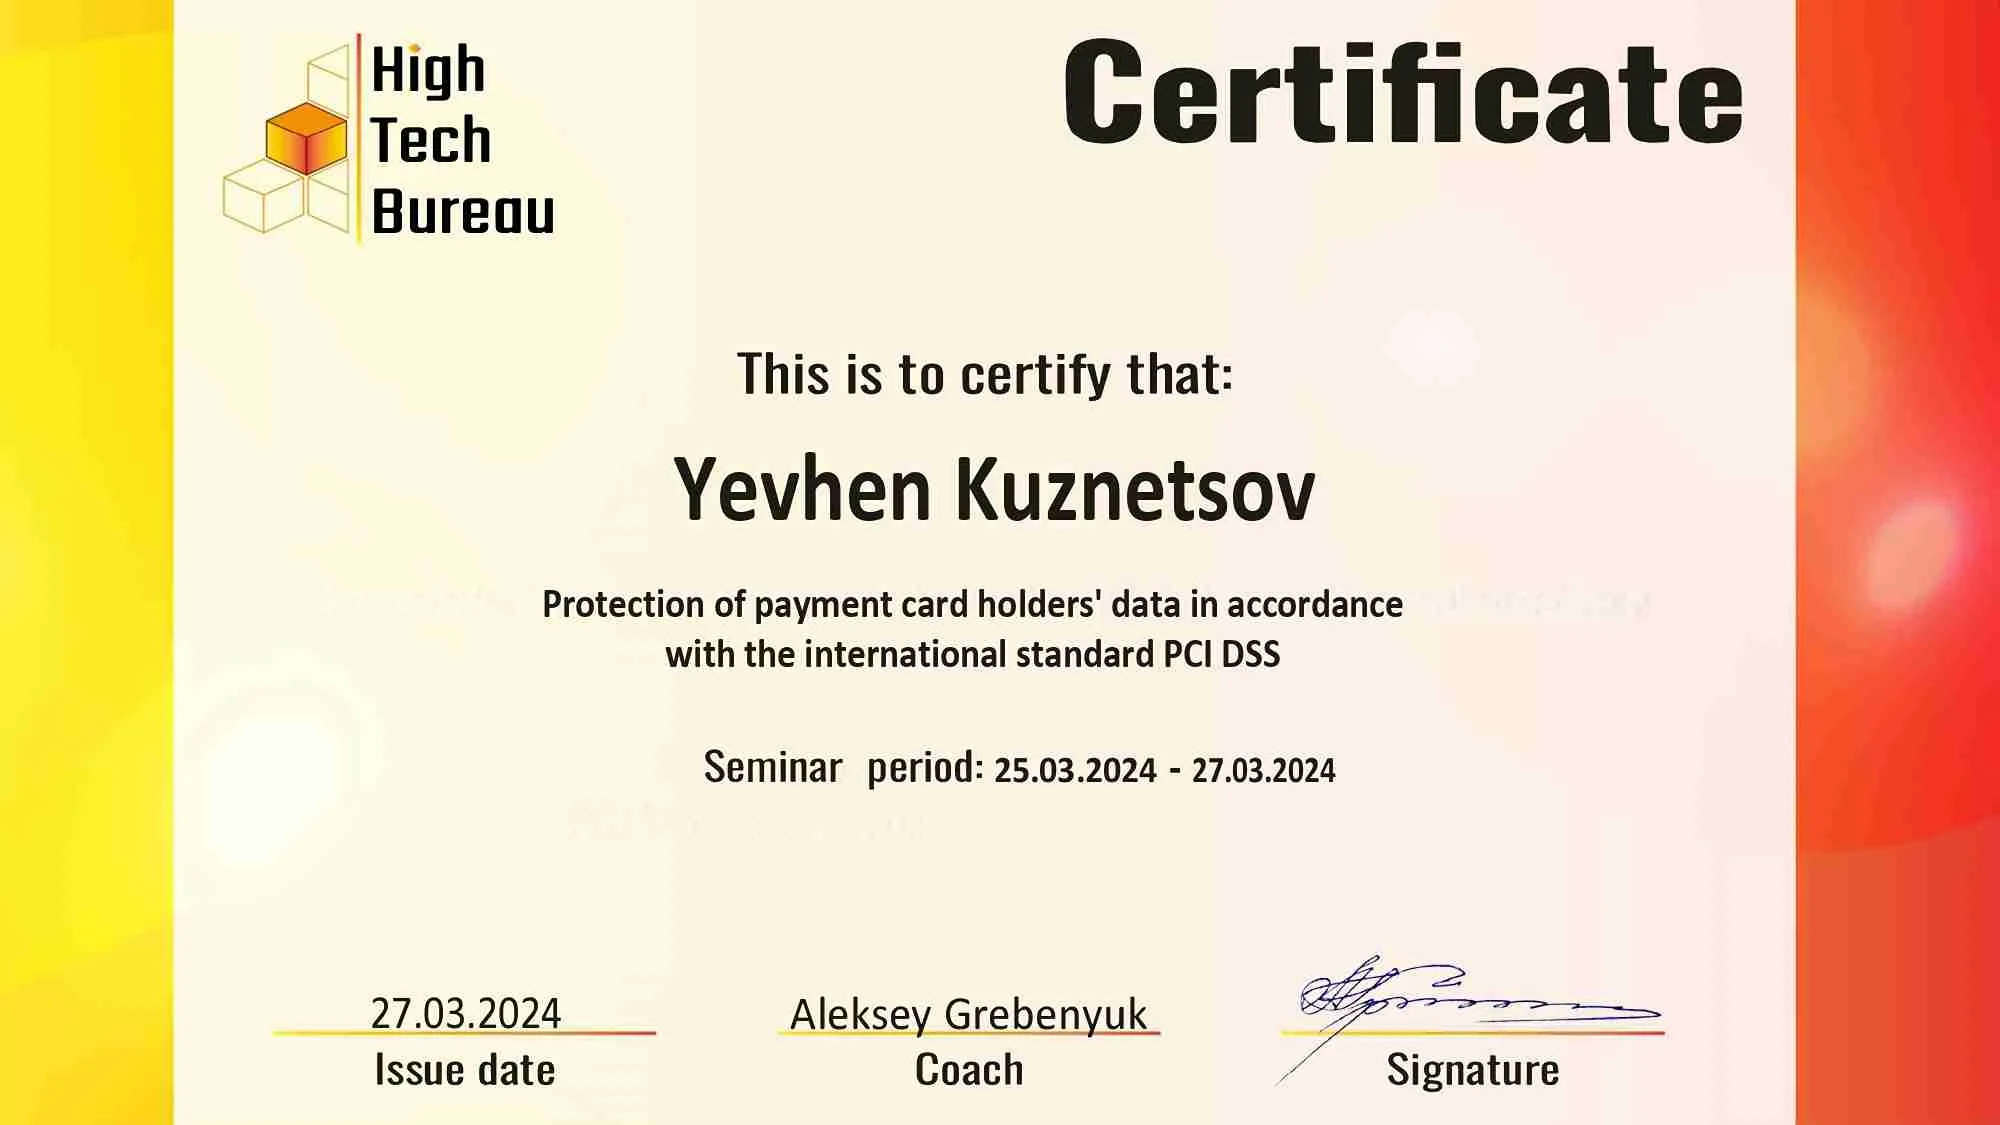 High
Tech
Bureau
Certificate
This is to certify that:
Yevhen Kuznetsov
Protection of payment card holders' data in accordance
with the international standard PCI DSS
Seminar period: 25.03.2024 - 27.03.2024
27.03.2024
Issue date
Aleksey Grebenyuk
Coach
Signature